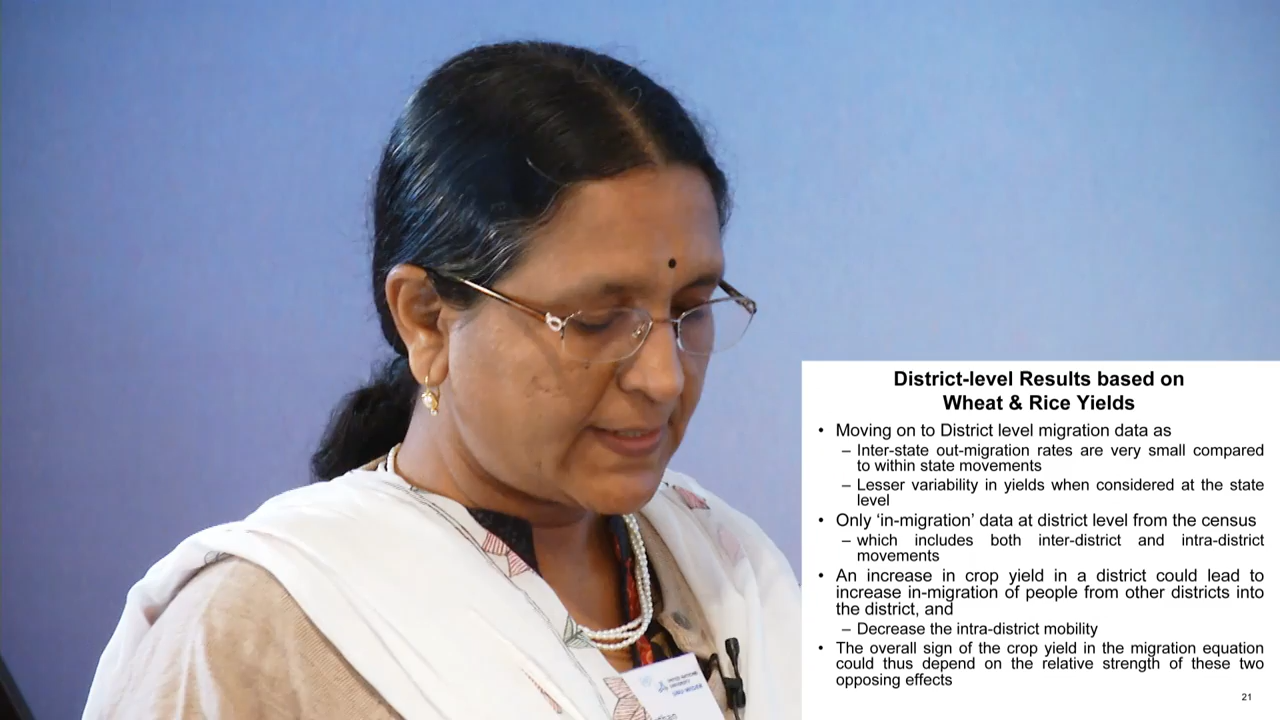 District-level Results based on
Wheat & Rice Yields
• Moving on to District level migration data as
– Inter-state out-migration rates are very small compared
to within state movements
– Lesser variability in yields when considered at the state
level
• Only ‘in-migration’ data at district level from the census
– which includes both inter-district and intra-district
movements
• An increase in crop yield in a district could lead to
increase in-migration of people from other districts into
the district, and
– Decrease the intra-district mobility
• The overall sign of the crop yield in the migration equation
could thus depend on the relative strength of these two
opposing effects
21
UNITED NATIONS
UNIVERSITY
UNU-WIDER